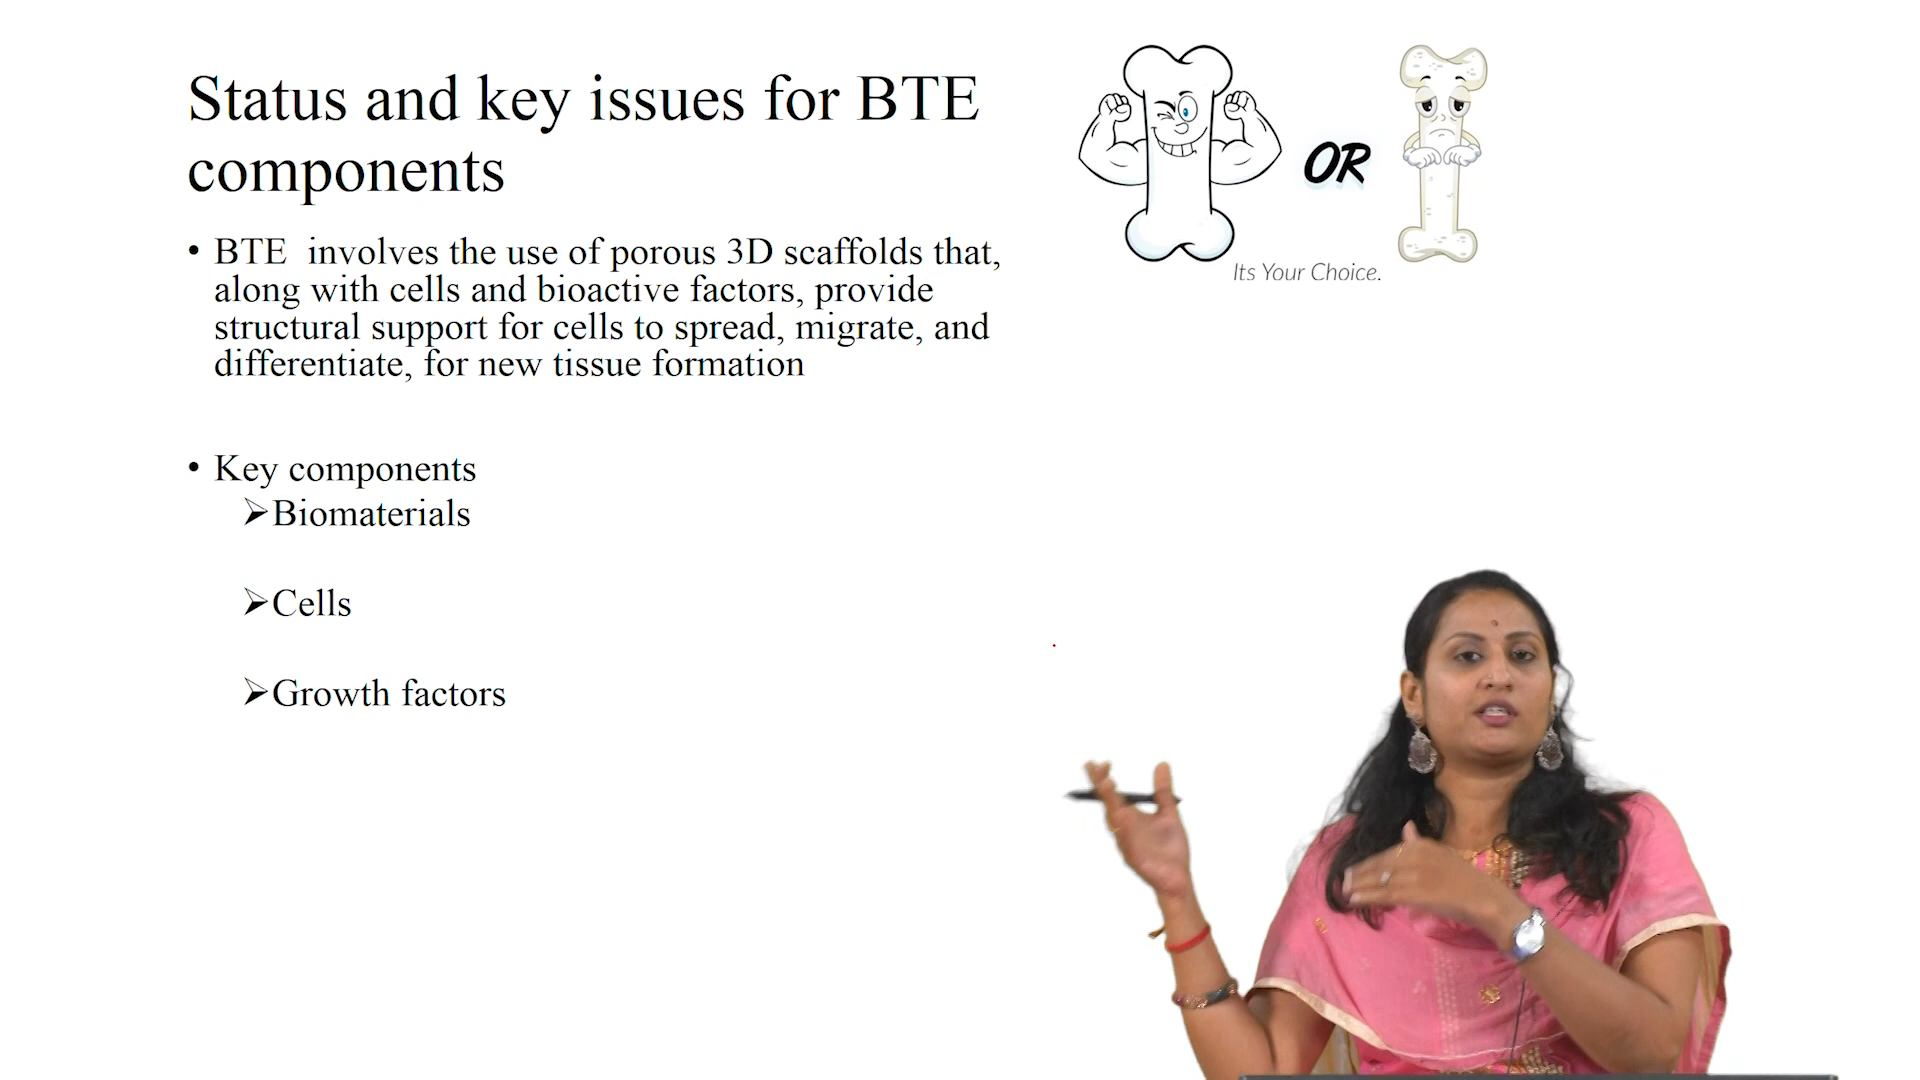 Status and key issues for BTE
components
• BTE  involves the use of porous 3D scaffolds that,
along with cells and bioactive factors, provide
structural support for cells to spread, migrate, and
differentiate, for new tissue formation
• Key components
➢Biomaterials
➢Cells
➢Growth factors
OR
Its Your Choice.